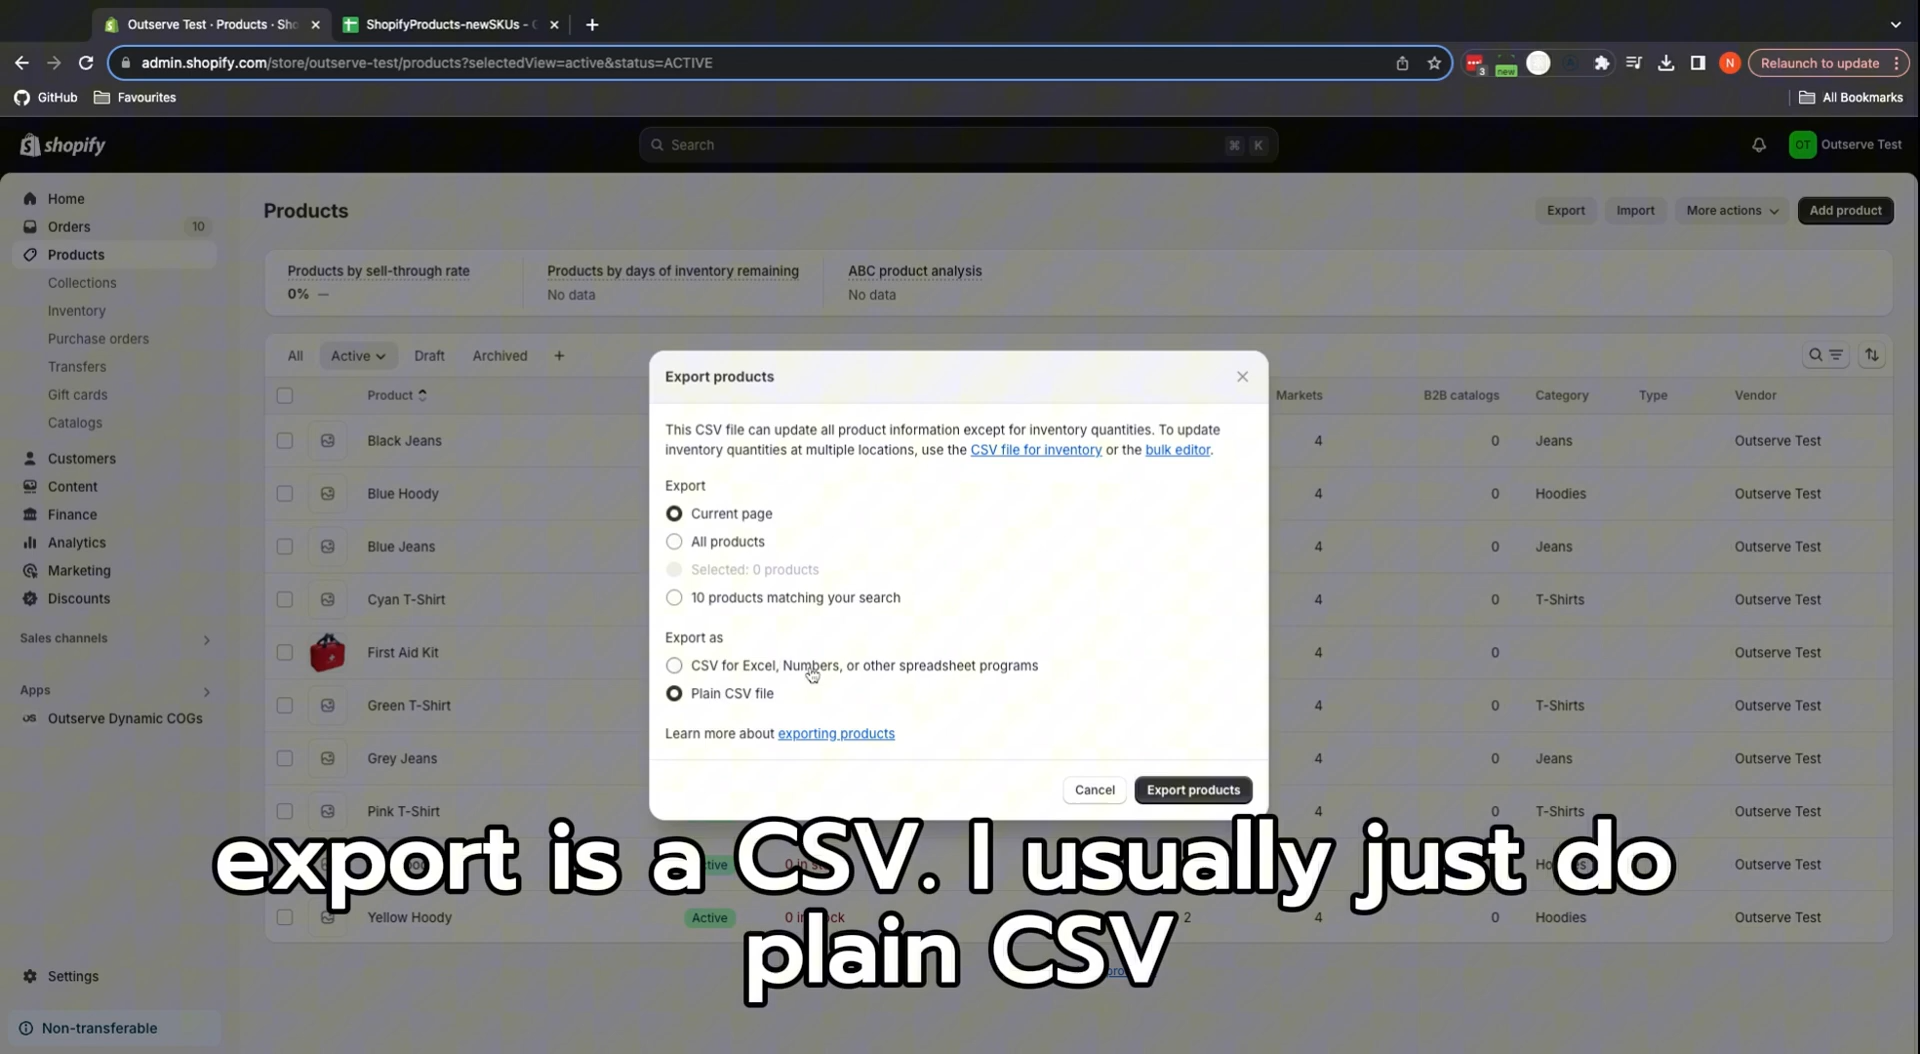 Outserve Test · Products · Sho
ShopifyProducts-newSKUs -
admin.shopify.com/store/outserve-test/products?selectedView=active&status=ACTIVE
3
new
N
Relaunch to update
GitHub
Favourites
All Bookmarks
shopify
Search
⌘ K
OT
Outserve Test
Home
Orders 10
Products
Collections
Inventory
Purchase orders
Transfers
Gift cards
Catalogs
Customers
Content
Finance
Analytics
Marketing
Discounts
Sales channels
Apps
Outserve Dynamic COGs
Settings
Non-transferable
Products
Export
Import
More actions
Add product
Products by sell-through rate
0% —
Products by days of inventory remaining
No data
ABC product analysis
No data
All Active Draft Archived +
Product Markets B2B catalogs Category Type Vendor
Black Jeans 4 0 Jeans Outserve Test
Blue Hoody 4 0 Hoodies Outserve Test
Blue Jeans 4 0 Jeans Outserve Test
Cyan T-Shirt 4 0 T-Shirts Outserve Test
First Aid Kit 4 0 Outserve Test
Green T-Shirt 4 0 T-Shirts Outserve Test
Grey Jeans 4 0 Jeans Outserve Test
Pink T-Shirt 4 0 T-Shirts Outserve Test
Outserve Test
Yellow Hoody Active 2 4 0 Hoodies Outserve Test
Export products
This CSV file can update all product information except for inventory quantities. To update
inventory quantities at multiple locations, use the CSV file for inventory or the bulk editor.
Export
Current page
All products
Selected: 0 products
10 products matching your search
Export as
CSV for Excel, Numbers, or other spreadsheet programs
Plain CSV file
Learn more about exporting products
Cancel
Export products
export is a CSV. I usually just do
plain CSV